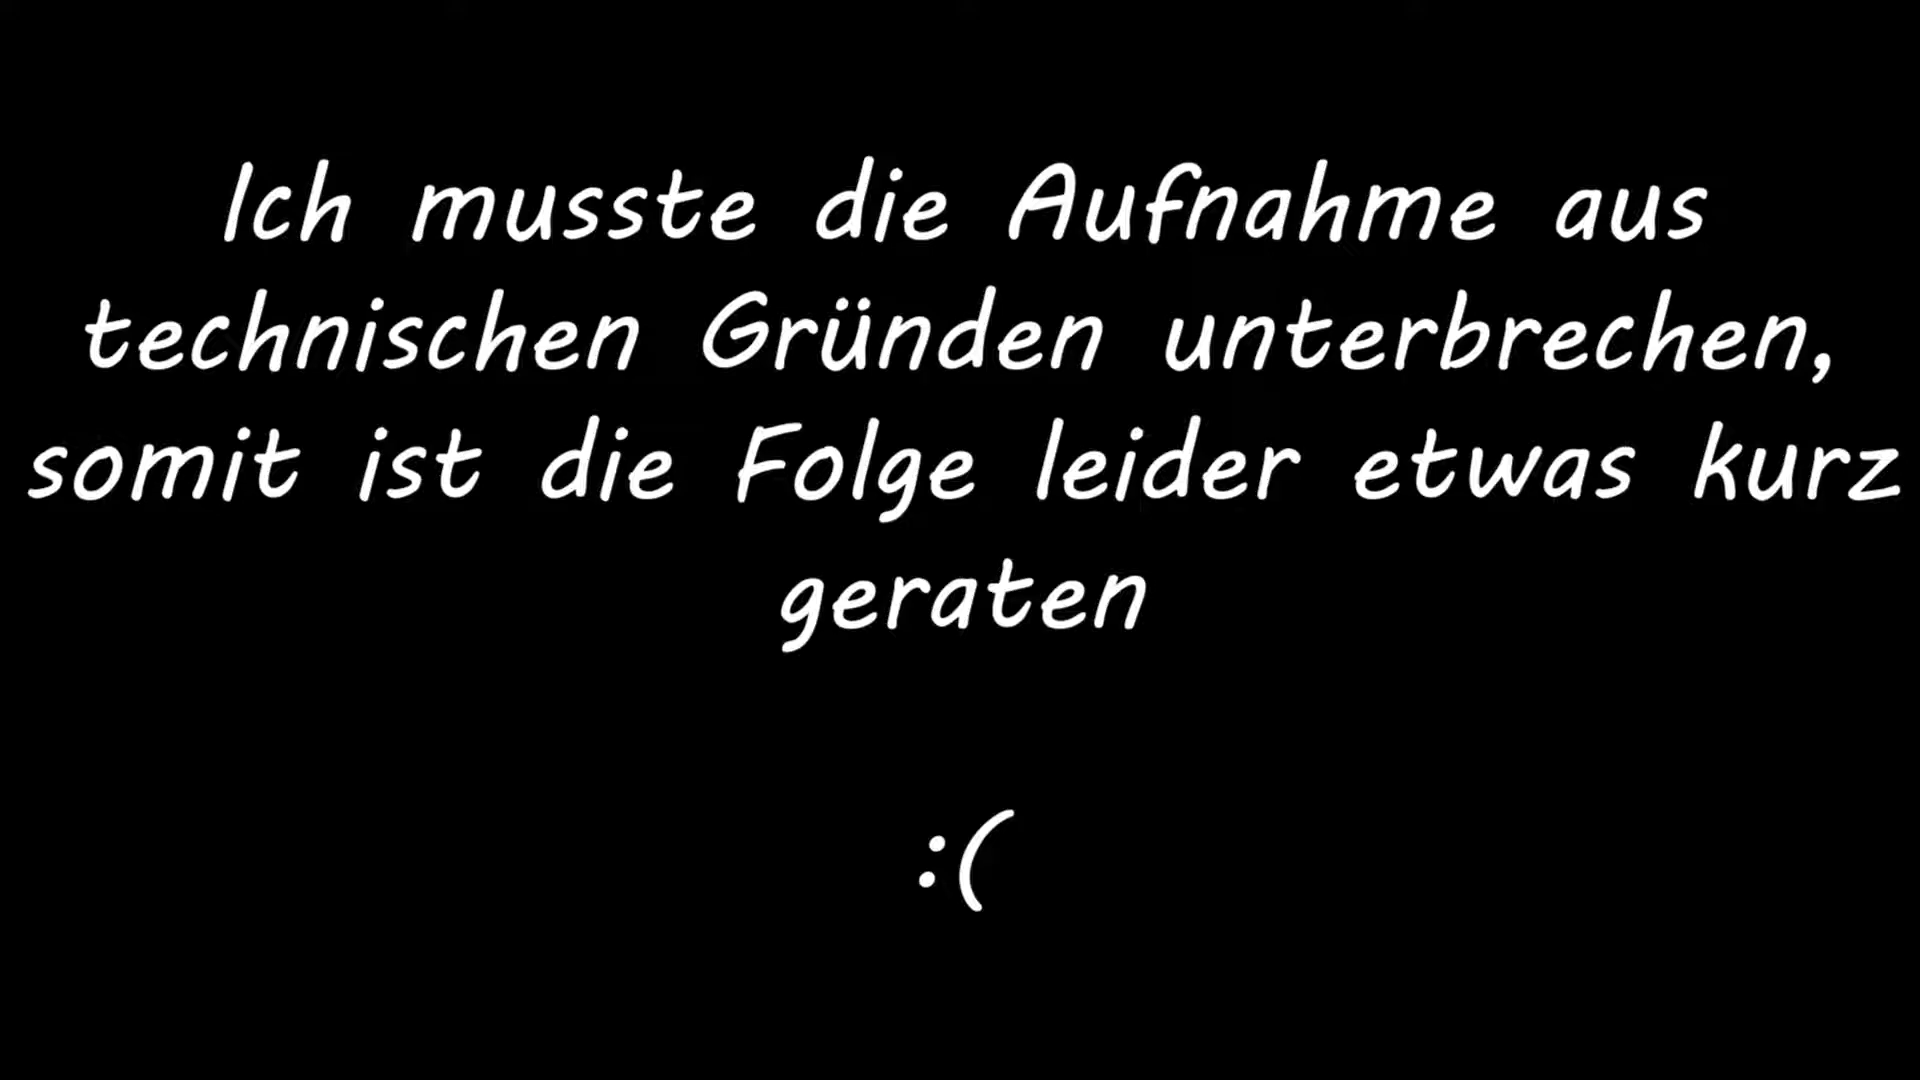 Ich musste die Aufnahme aus
technischen Gründen unterbrechen,
somit ist die Folge leider etwas kurz
geraten
:(